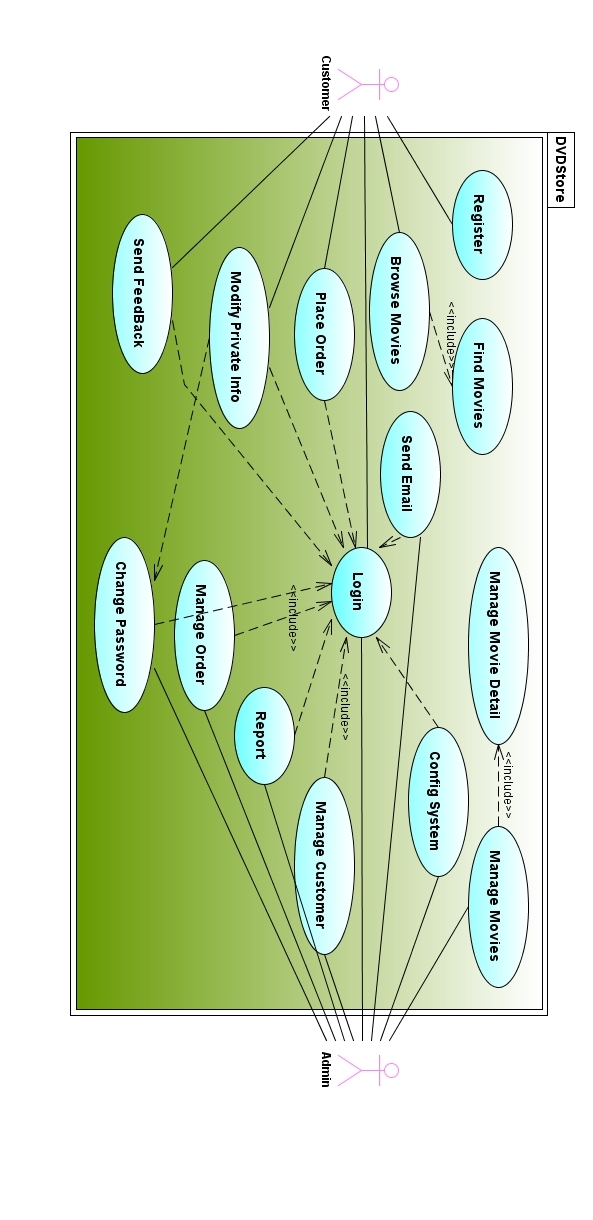 DVDStore
Customer
Admin
Register
Find Movies
Manage Movie Detail
Manage Movies
<<include>>
<<include>>
Browse Movies
Send Email
Config System
Place Order
Login
Manage Customer
<<include>>
<<include>>
Modify Private Info
Report
Manage Order
Send FeedBack
Change Password